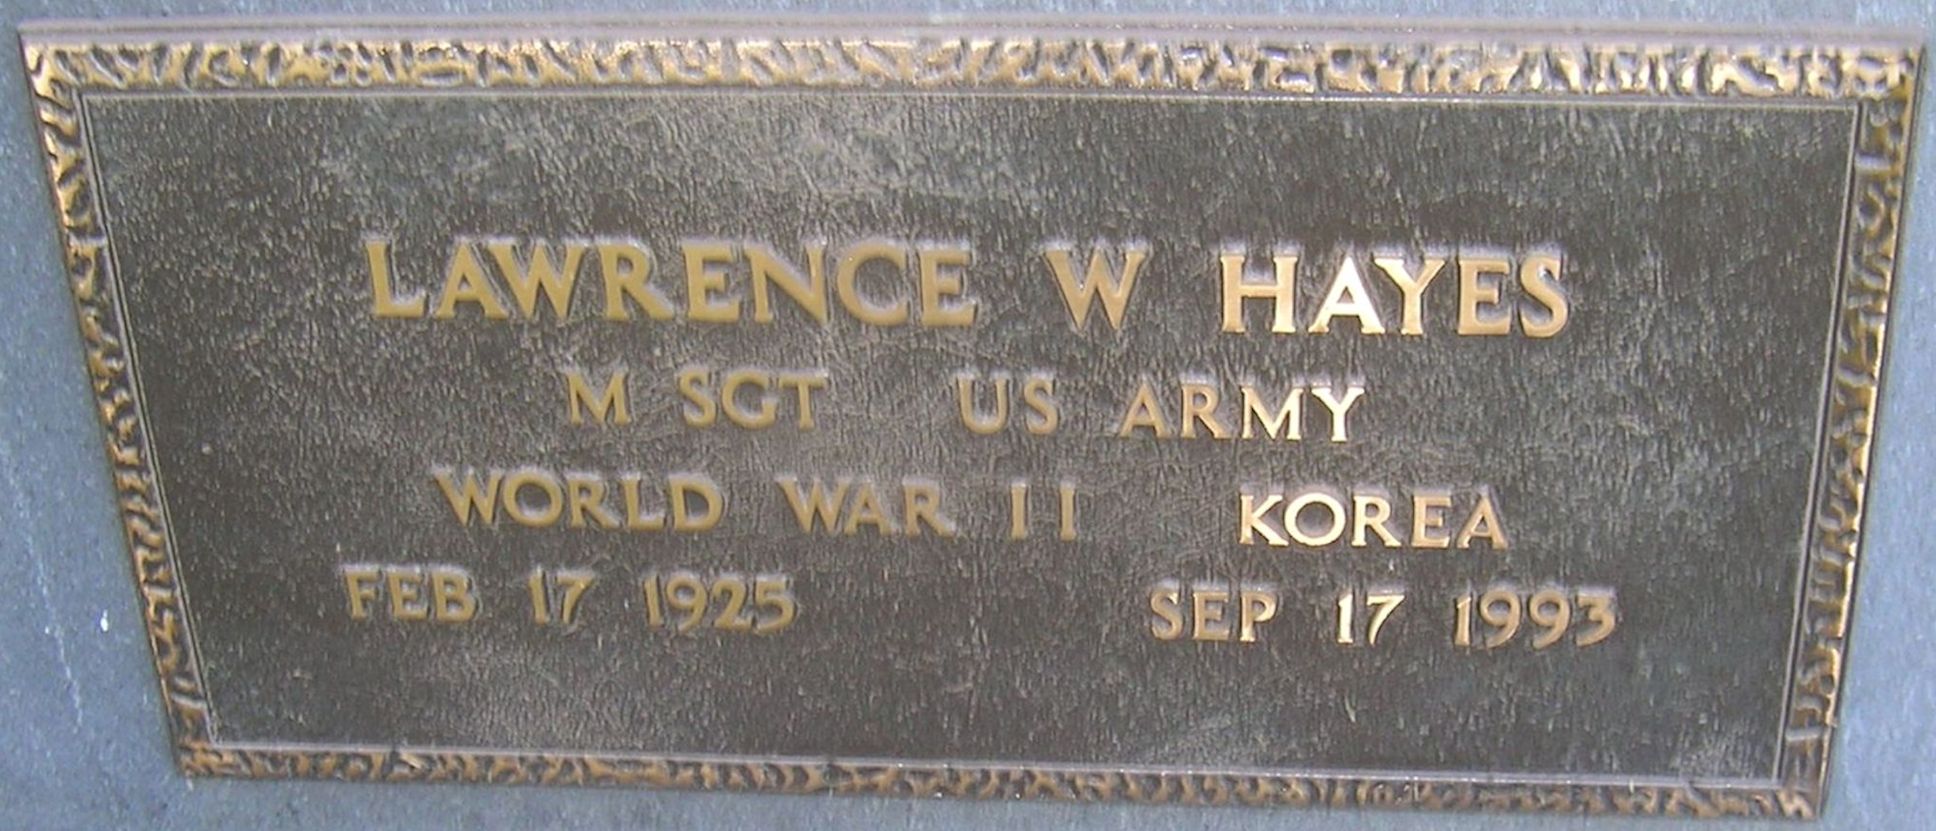 LAWRENCE W HAYES
M SGT US ARMY
WORLD WAR II KOREA
FEB 17 1925 SEP 17 1993